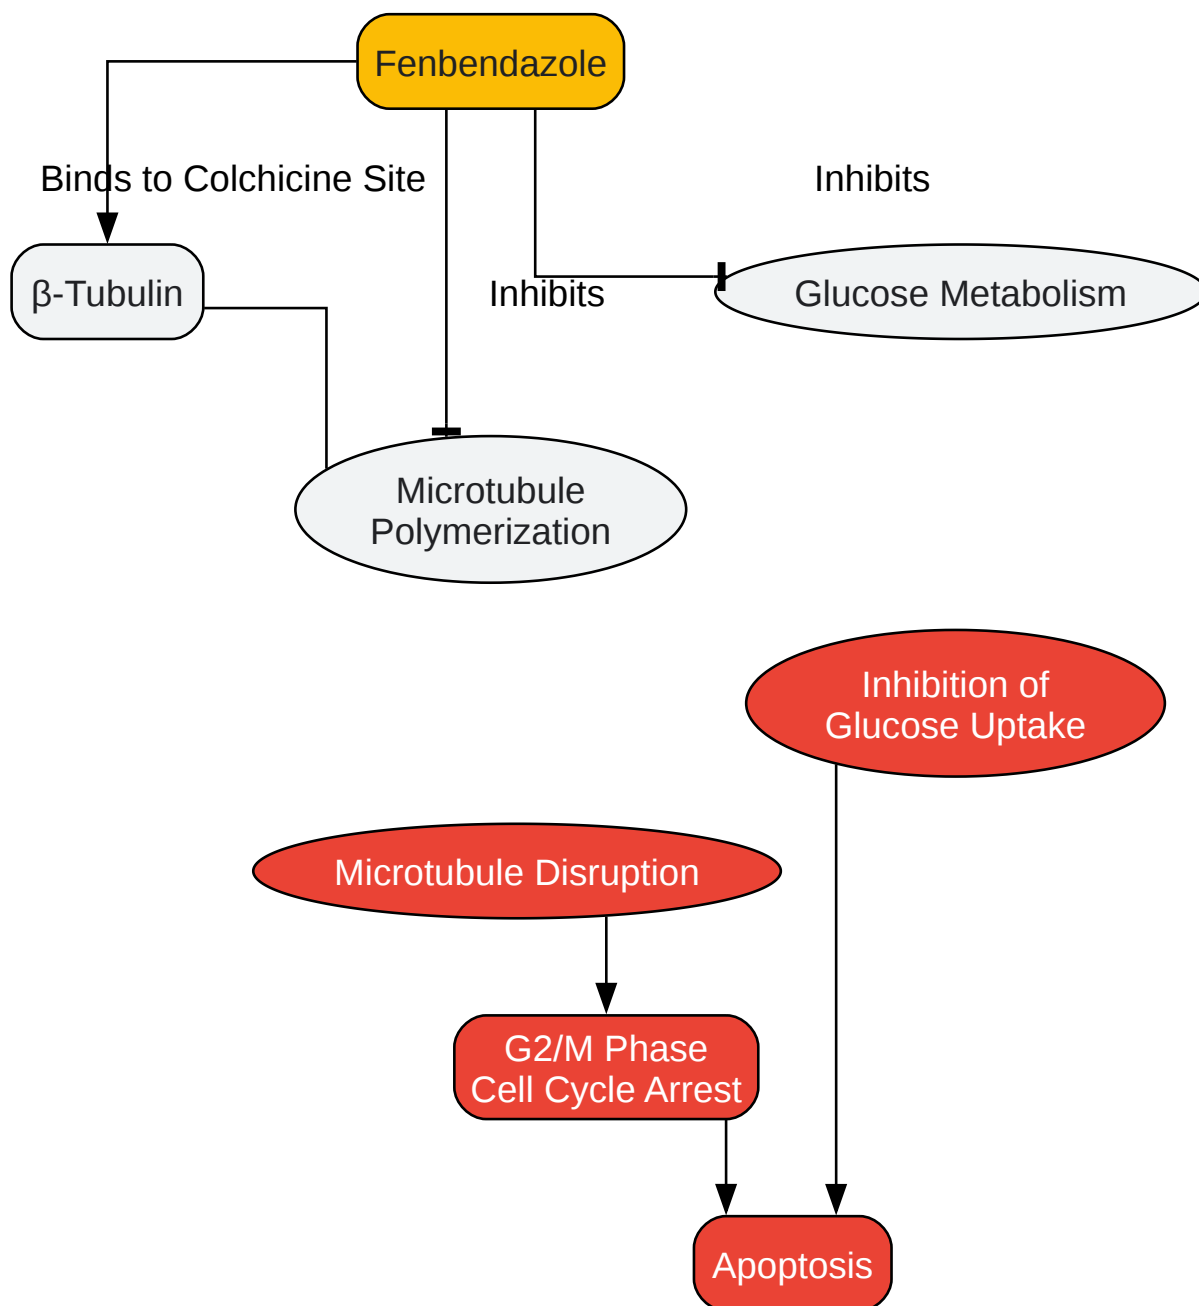 Fenbendazole
Binds to Colchicine Site
Inhibits
β-Tubulin
Inhibits
Glucose Metabolism
Microtubule
Polymerization
Inhibition of
Glucose Uptake
Microtubule Disruption
G2/M Phase
Cell Cycle Arrest
Apoptosis